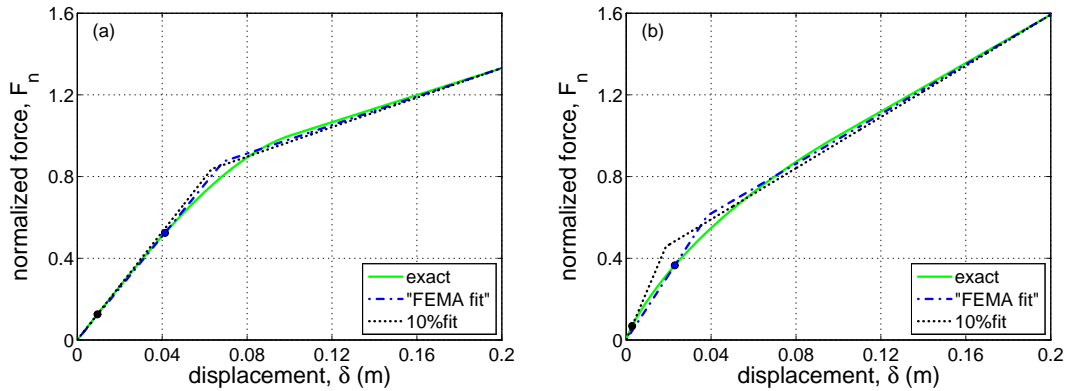 (a)
normalized force, F_n
1.6
1.2
0.8
0.4
0
0 0.04 0.08 0.12 0.16 0.2
displacement, δ (m)
exact
"FEMA fit"
10%fit
(b)
normalized force, F_n
1.6
1.2
0.8
0.4
0
0 0.04 0.08 0.12 0.16 0.2
displacement, δ (m)
exact
"FEMA fit"
10%fit